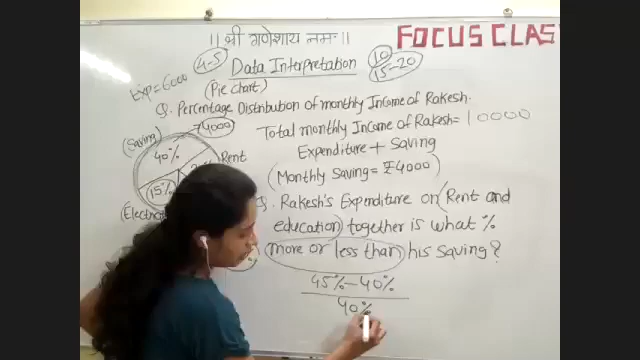 ||श्री गणेशाय नमः||
FOCUS CLAS
4-5
Data Interpretation
10
15-20
Exp=6000
(Pie chart)
Q. Percentage Distribution of monthly Income of Rakesh.
₹4000
Total monthly Income of Rakesh=10000
(Saving)
40%
Rent
Expenditure + Saving
15%
(Monthly Saving = ₹4000)
Q. Rakesh's Expenditure on (Rent and
education) together is what %
more or less than his saving?
45%-40%
40%